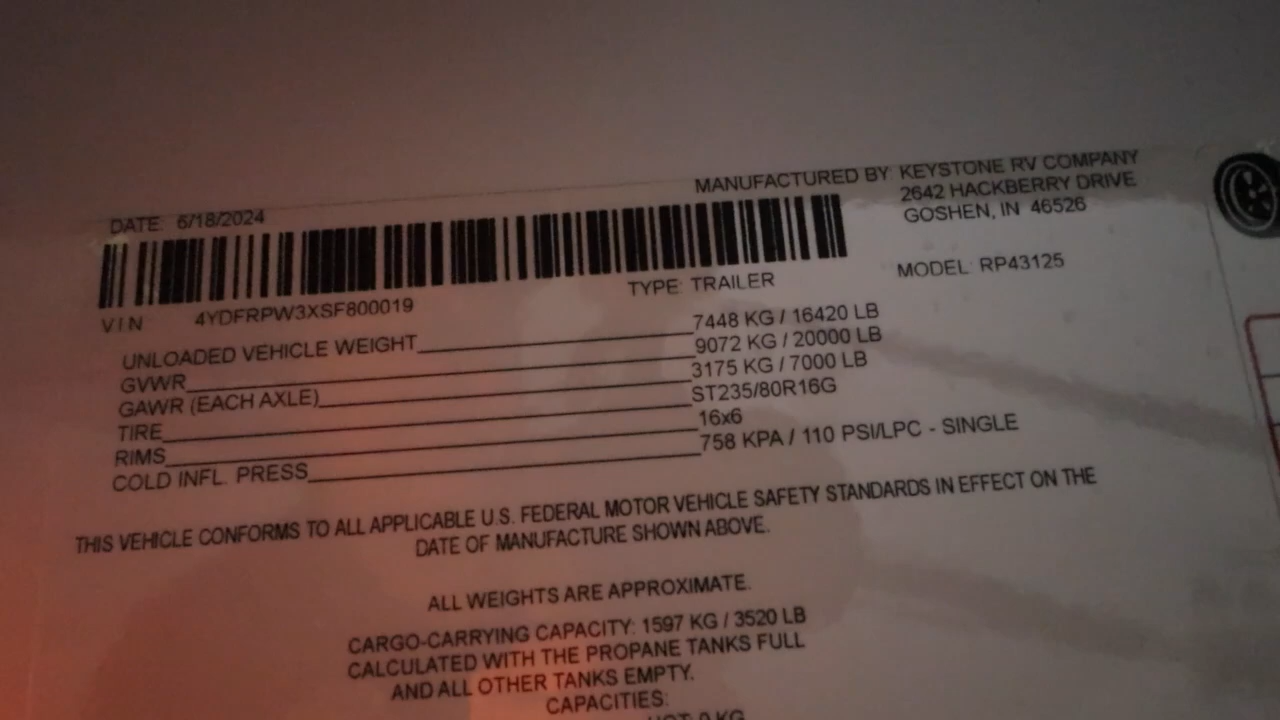 DATE: 6/18/2024
MANUFACTURED BY: KEYSTONE RV COMPANY
2642 HACKBERRY DRIVE
GOSHEN, IN 46526
VIN 4YDFRPW3XSF800019
TYPE: TRAILER
MODEL: RP43125
UNLOADED VEHICLE WEIGHT 7448 KG / 16420 LB
GVWR 9072 KG / 20000 LB
GAWR (EACH AXLE) 3175 KG / 7000 LB
TIRE ST235/80R16G
RIMS 16x6
COLD INFL. PRESS 758 KPA / 110 PSI/LPC - SINGLE
THIS VEHICLE CONFORMS TO ALL APPLICABLE U.S. FEDERAL MOTOR VEHICLE SAFETY STANDARDS IN EFFECT ON THE
DATE OF MANUFACTURE SHOWN ABOVE.
ALL WEIGHTS ARE APPROXIMATE.
CARGO-CARRYING CAPACITY: 1597 KG / 3520 LB
CALCULATED WITH THE PROPANE TANKS FULL
AND ALL OTHER TANKS EMPTY.
CAPACITIES:
HOT: 0 KG